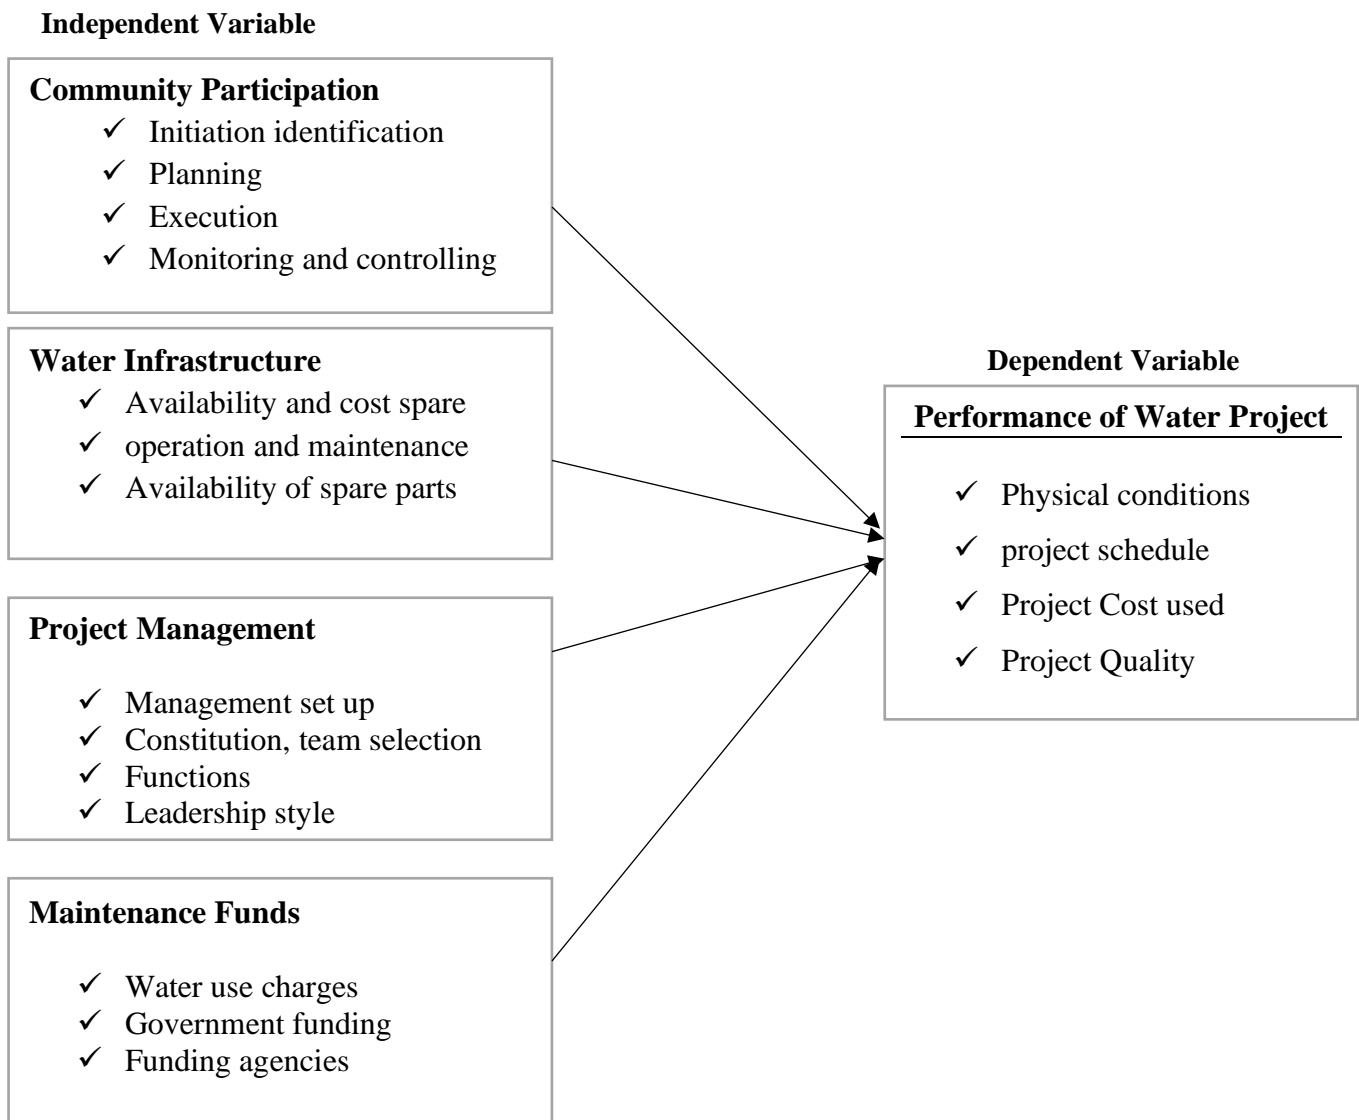 Independent Variable
Community Participation
✓ Initiation identification
✓ Planning
✓ Execution
✓ Monitoring and controlling
Water Infrastructure
✓ Availability and cost spare
✓ operation and maintenance
✓ Availability of spare parts
Project Management
✓ Management set up
✓ Constitution, team selection
✓ Functions
✓ Leadership style
Maintenance Funds
✓ Water use charges
✓ Government funding
✓ Funding agencies
Dependent Variable
Performance of Water Project
✓ Physical conditions
✓ project schedule
✓ Project Cost used
✓ Project Quality